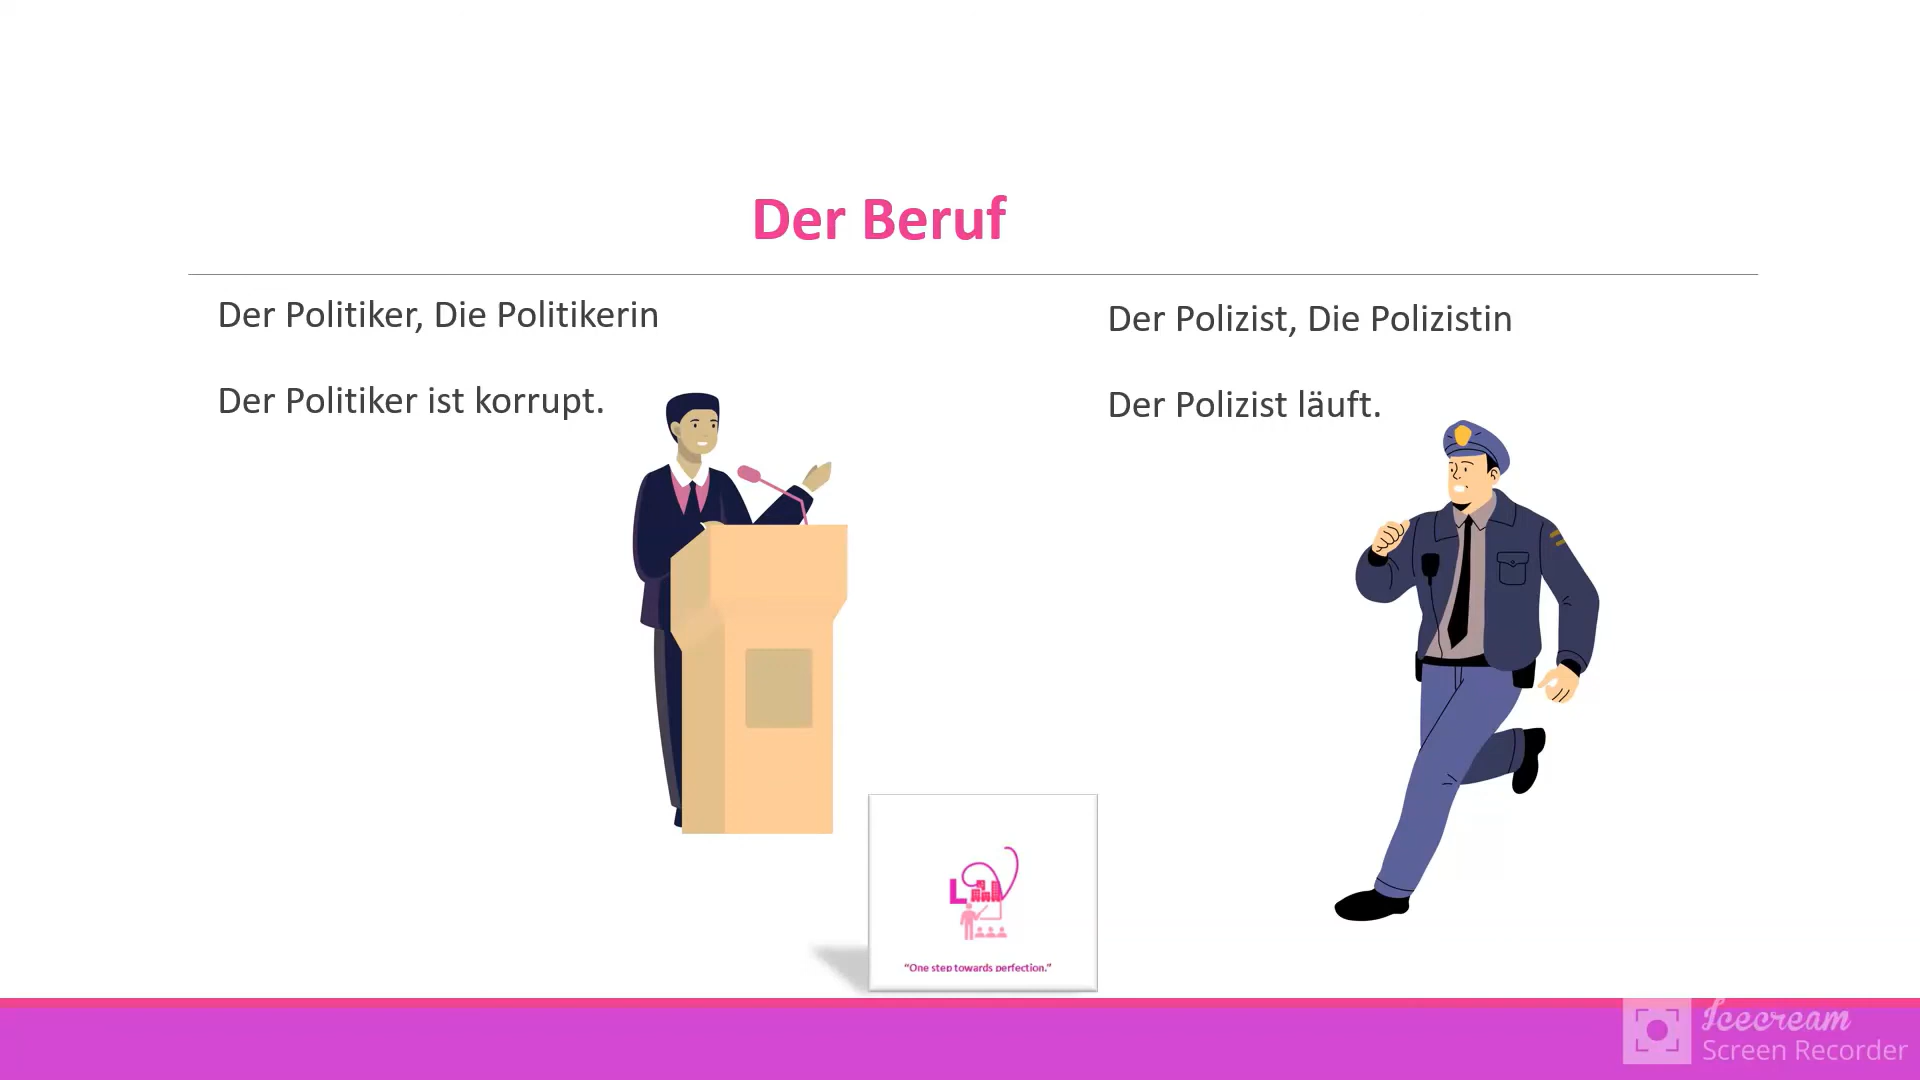 Der Beruf
Der Politiker, Die Politikerin
Der Politiker ist korrupt.
Der Polizist, Die Polizistin
Der Polizist läuft.
L
"One step towards perfection."
Icecream
Screen Recorder